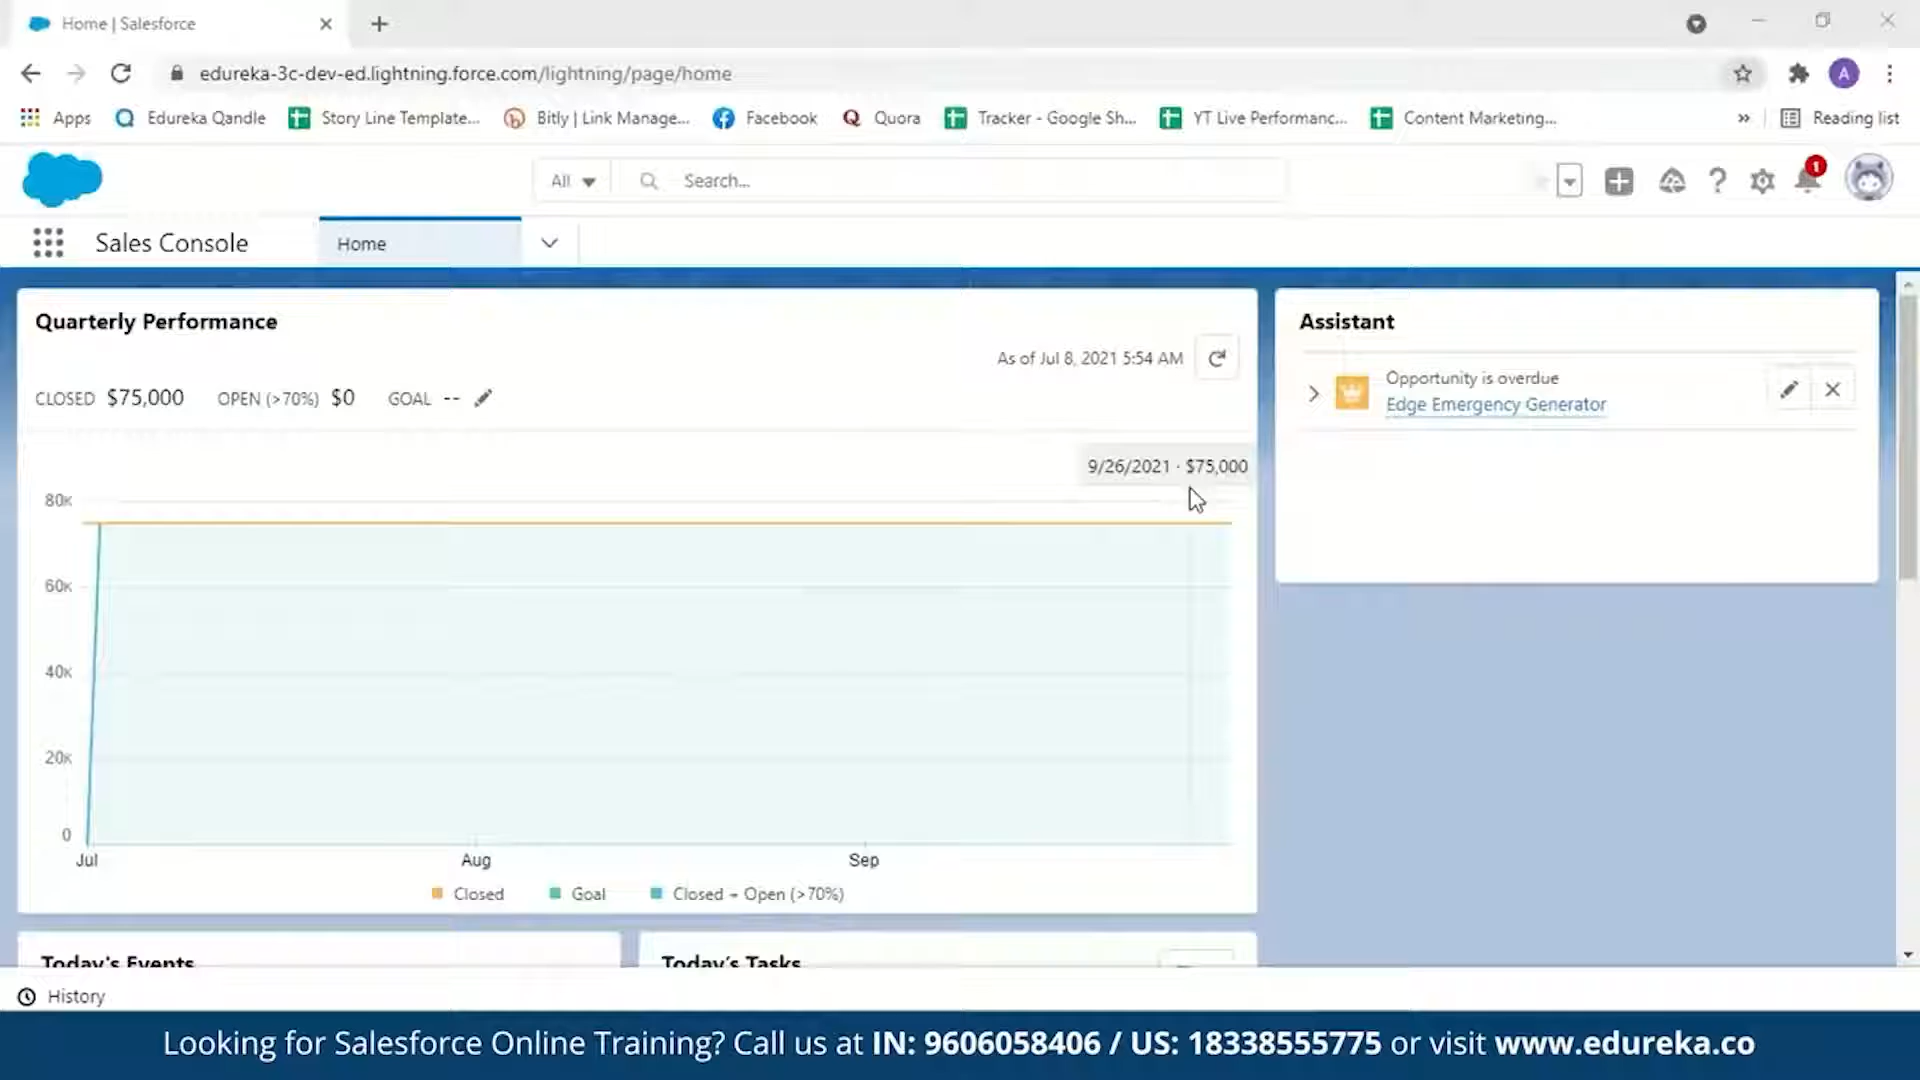 Home | Salesforce
edureka-3c-dev-ed.lightning.force.com/lightning/page/home
A
Apps
Edureka Qandle
Story Line Template...
Bitly | Link Manage...
Facebook
Quora
Tracker - Google Sh...
YT Live Performanc...
Content Marketing...
»
Reading list
All
Search...
1
Sales Console
Home
Quarterly Performance
As of Jul 8, 2021 5:54 AM
CLOSED $75,000 OPEN (>70%) $0 GOAL --
9/26/2021 · $75,000
80K
60K
40K
20K
0
Jul
Aug
Sep
Closed
Goal
Closed + Open (>70%)
Assistant
Opportunity is overdue
Edge Emergency Generator
Today's Events
Today's Tasks
History
Looking for Salesforce Online Training? Call us at IN: 9606058406 / US: 18338555775 or visit www.edureka.co